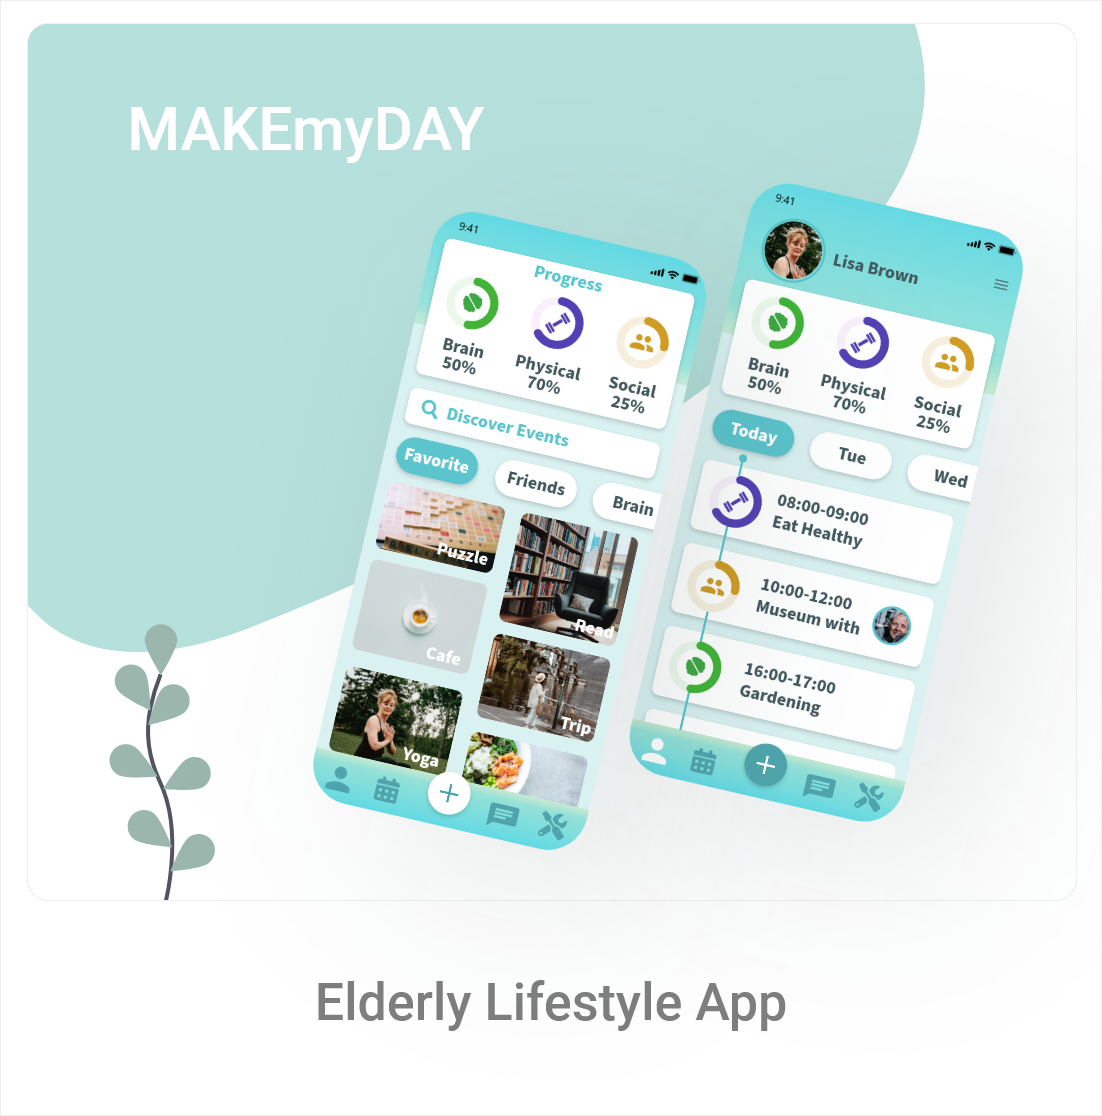 MAKEmyDAY
9:41
Progress
Brain
50%
Physical
70%
Social
25%
Discover Events
Favorite
Friends
Brain
Puzzle
Read
Cafe
Trip
Yoga
9:41
Lisa Brown
Brain
50%
Physical
70%
Social
25%
Today
Tue
Wed
08:00-09:00
Eat Healthy
10:00-12:00
Museum with
16:00-17:00
Gardening
Elderly Lifestyle App